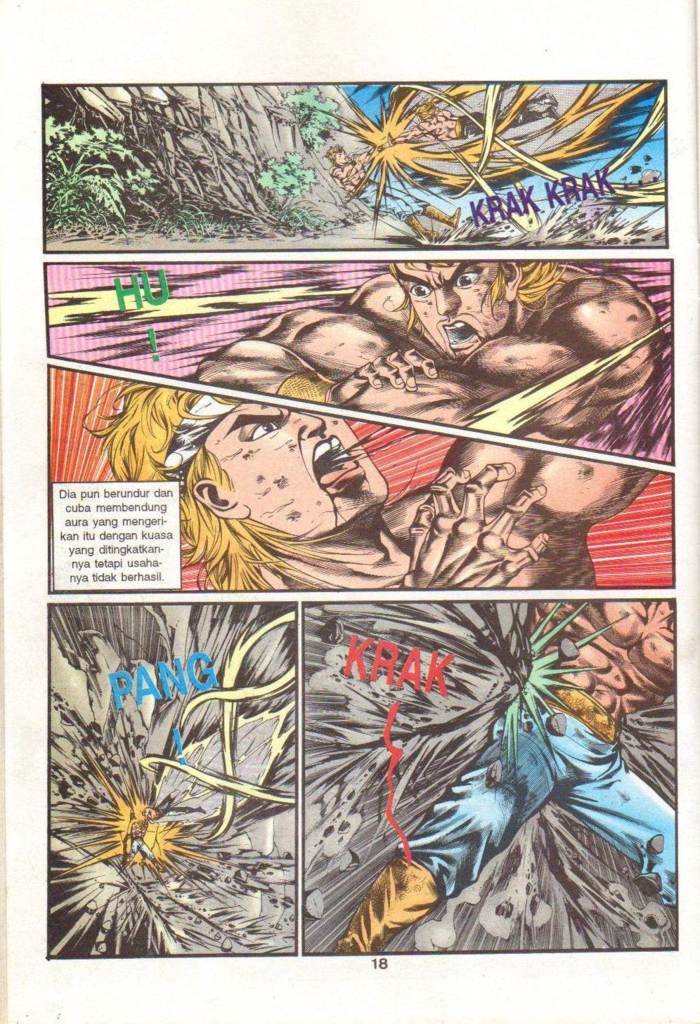 KRAK KRAK
HU
!
Dia pun berundur dan
cuba membendung
aura yang mengeri-
kan itu dengan kuasa
yang ditingkatkan-
nya tetapi usaha-
nya tidak berhasil.
PANG
!
KRAK
18